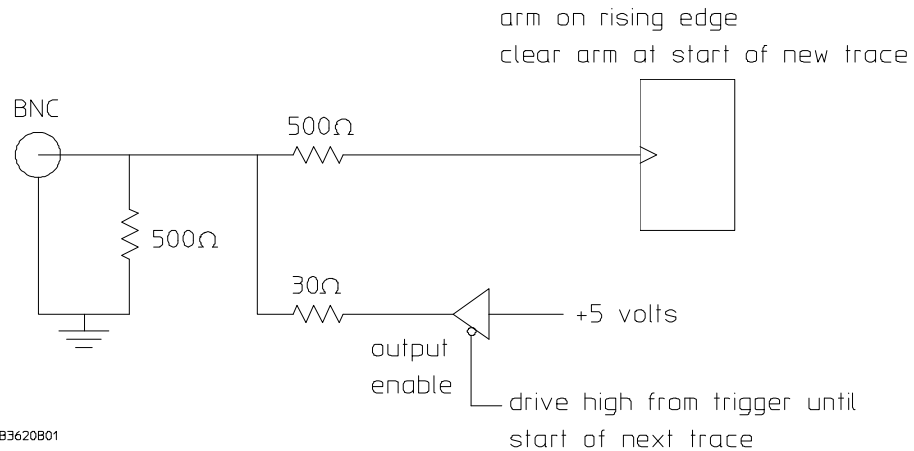 arm on rising edge
clear arm at start of new trace
BNC
500Ω
500Ω
30Ω
+5 volts
output
enable
drive high from trigger until
start of next trace
B3620B01